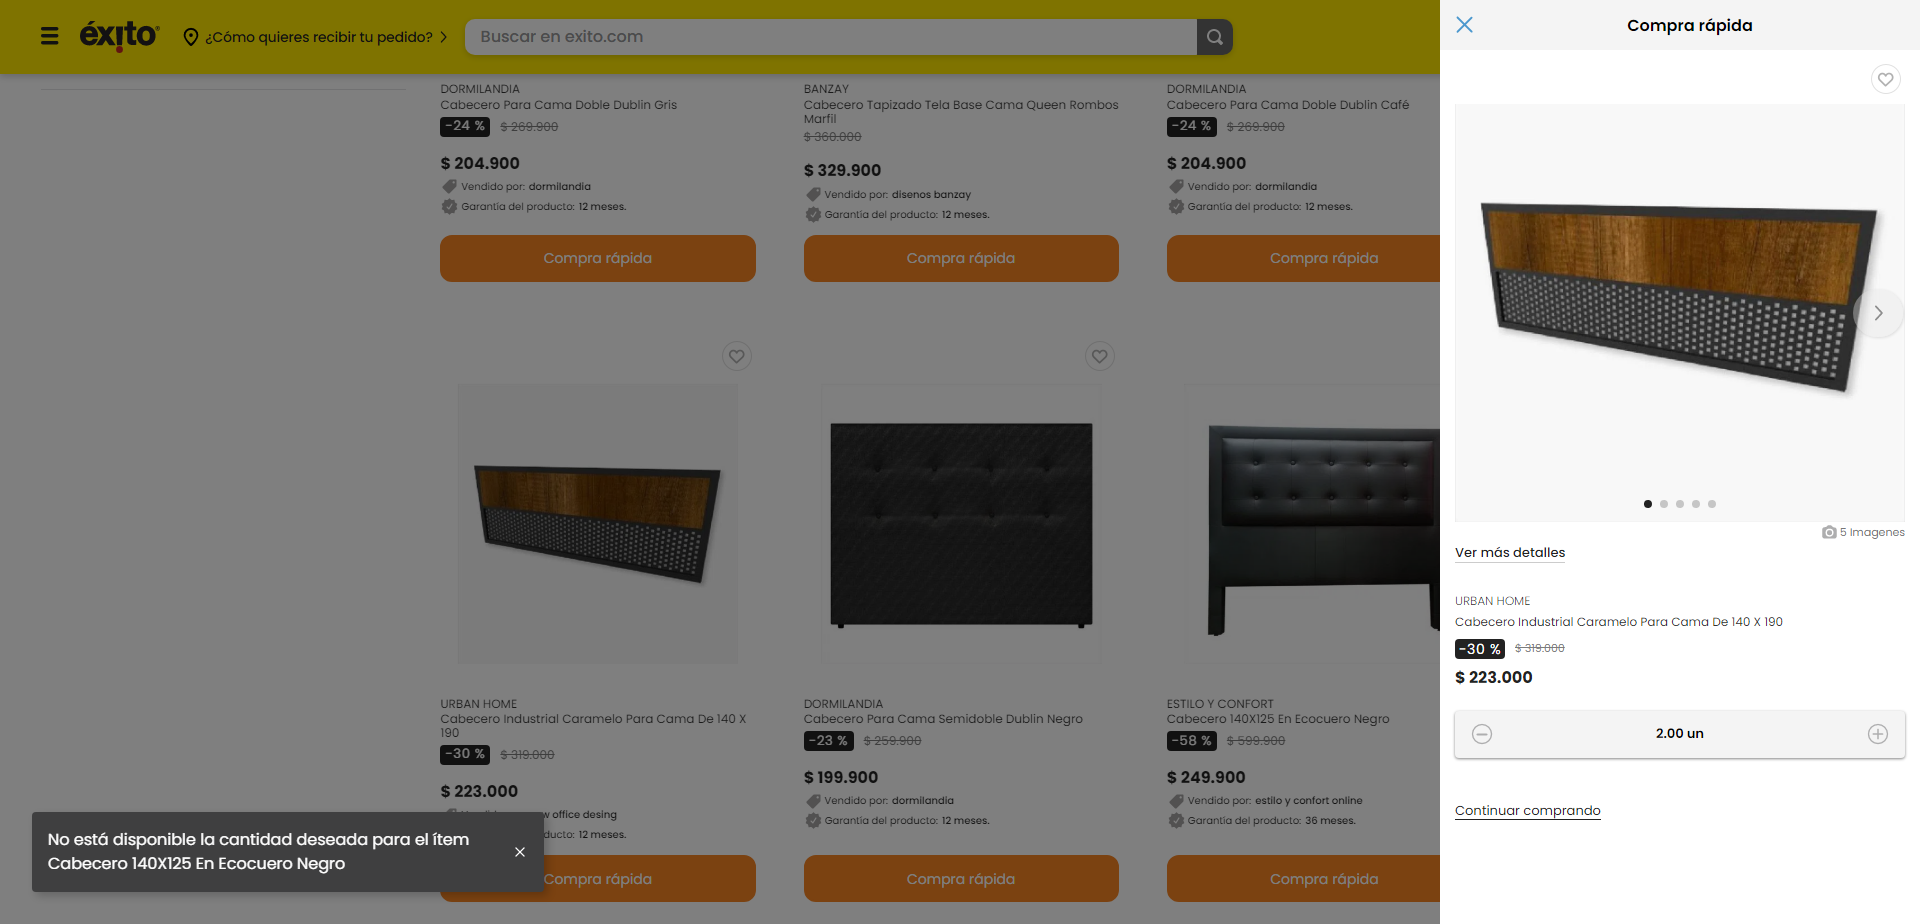 éxito
¿Cómo quieres recibir tu pedido?
Buscar en exito.com
DORMILANDIA
Cabecero Para Cama Doble Dublin Gris
-24 % $ 269.900
$ 204.900
Vendido por: dormilandia
Garantía del producto: 12 meses.
Compra rápida
BANZAY
Cabecero Tapizado Tela Base Cama Queen Rombos
Marfil
$ 360.000
$ 329.900
Vendido por: disenos banzay
Garantía del producto: 12 meses.
Compra rápida
DORMILANDIA
Cabecero Para Cama Doble Dublin Café
-24 % $ 269.900
$ 204.900
Vendido por: dormilandia
Garantía del producto: 12 meses.
Compra rápida
URBAN HOME
Cabecero Industrial Caramelo Para Cama De 140 X
190
-30 % $ 319.000
$ 223.000
office desing
12 meses.
Compra rápida
DORMILANDIA
Cabecero Para Cama Semidoble Dublin Negro
-23 % $ 259.900
$ 199.900
Vendido por: dormilandia
Garantía del producto: 12 meses.
Compra rápida
ESTILO Y CONFORT
Cabecero 140X125 En Ecocuero Negro
-58 % $ 599.900
$ 249.900
Vendido por: estilo y confort online
Garantía del producto: 36 meses.
Compra rápida
No está disponible la cantidad deseada para el ítem
Cabecero 140X125 En Ecocuero Negro
Compra rápida
5 Imagenes
Ver más detalles
URBAN HOME
Cabecero Industrial Caramelo Para Cama De 140 X 190
-30 % $ 319.000
$ 223.000
2.00 un
Continuar comprando